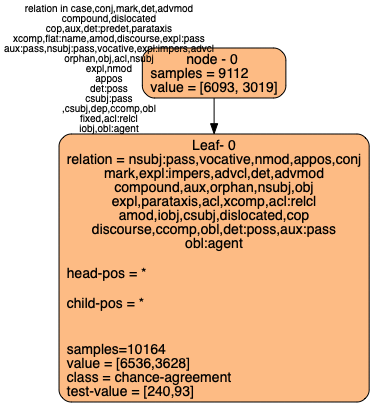 relation in case,conj,mark,det,advmod
compound,dislocated
cop,aux,det:predet,parataxis
xcomp,flat:name,amod,discourse,expl:pass
aux:pass,nsubj:pass,vocative,expl:impers,advcl
orphan,obj,acl,nsubj
expl,nmod
appos
det:poss
csubj:pass
,csubj,dep,ccomp,obl
fixed,acl:relcl
iobj,obl:agent
node - 0
samples = 9112
value = [6093, 3019]
Leaf- 0
relation = nsubj:pass,vocative,nmod,appos,conj
mark,expl:impers,advcl,det,advmod
compound,aux,orphan,nsubj,obj
expl,parataxis,acl,xcomp,acl:relcl
amod,iobj,csubj,dislocated,cop
discourse,ccomp,obl,det:poss,aux:pass
obl:agent
head-pos = *
child-pos = *
samples=10164
value = [6536,3628]
class = chance-agreement
test-value = [240,93]